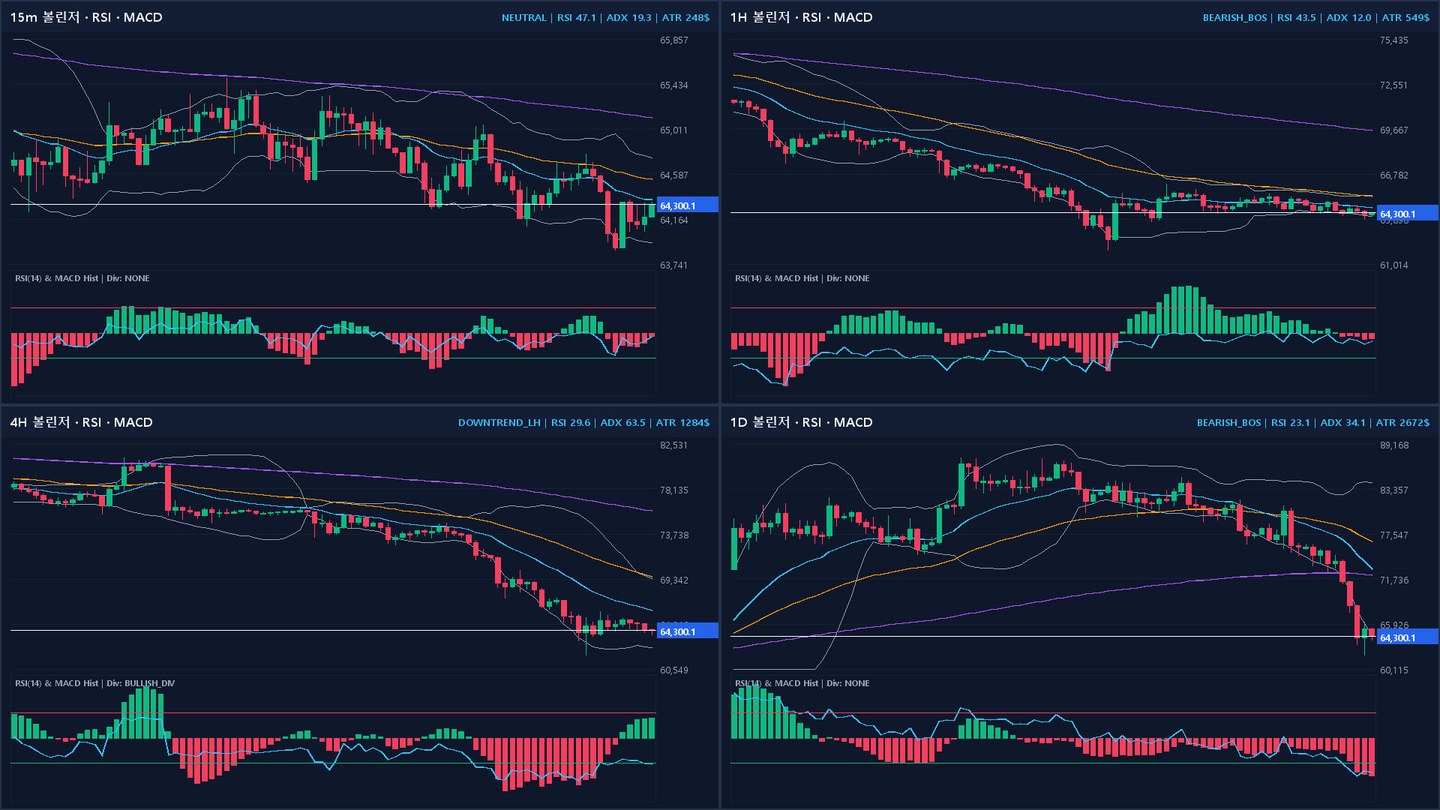 15m 볼린저 · RSI · MACD
NEUTRAL | RSI 47.1 | ADX 19.3 | ATR 248$
65,857
65,434
65,011
64,587
64,300.1
64,164
63,741
RSI(14) & MACD Hist | Div: NONE
1H 볼린저 · RSI · MACD
BEARISH_BOS | RSI 43.5 | ADX 12.0 | ATR 549$
75,435
72,551
69,667
66,782
64,300.1
61,014
RSI(14) & MACD Hist | Div: NONE
4H 볼린저 · RSI · MACD
DOWNTREND_LH | RSI 29.6 | ADX 63.5 | ATR 1284$
82,531
78,135
73,738
69,342
64,300.1
60,549
RSI(14) & MACD Hist | Div: BULLISH_DIV
1D 볼린저 · RSI · MACD
BEARISH_BOS | RSI 23.1 | ADX 34.1 | ATR 2672$
89,168
83,357
77,547
71,736
65,926
64,300.1
60,115
RSI(14) & MACD Hist | Div: NONE